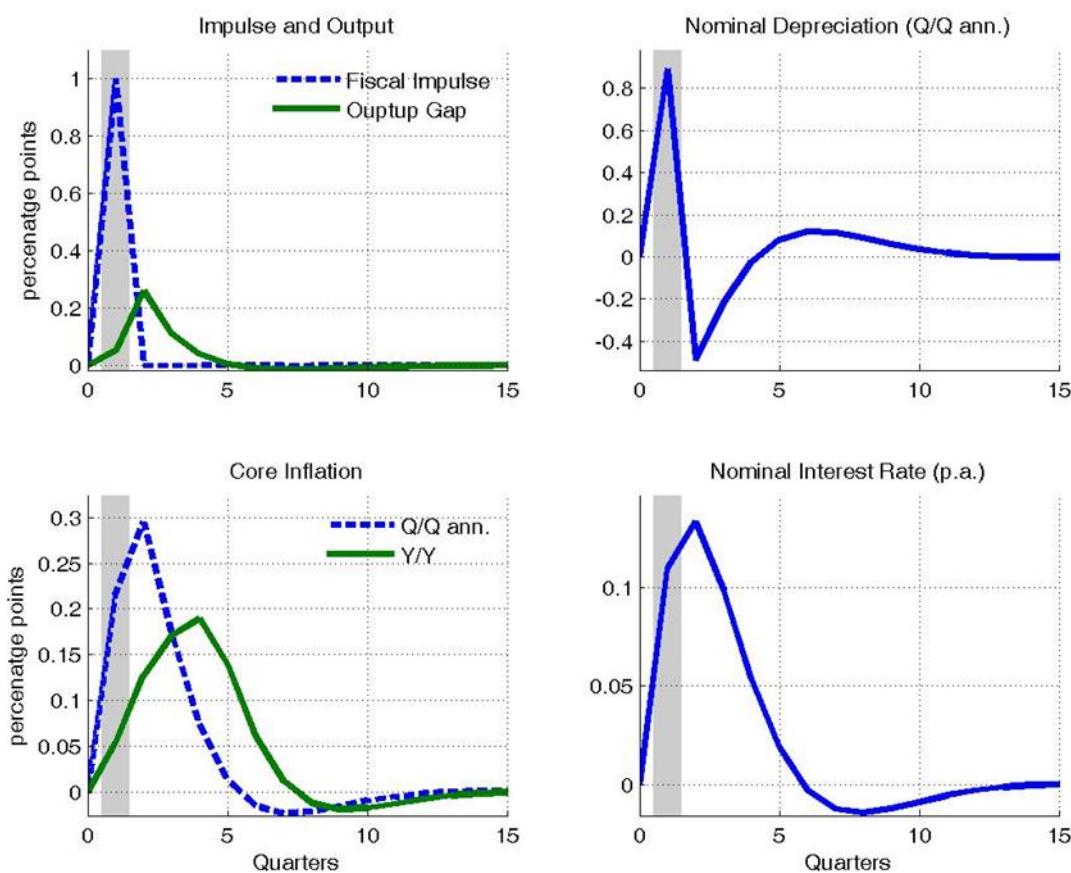 Impulse and Output
percenatge points
1
0.8
0.6
0.4
0.2
0
Fiscal Impulse
Ouptup Gap
0 5 10 15
Nominal Depreciation (Q/Q ann.)
0.8
0.6
0.4
0.2
0
-0.2
-0.4
0 5 10 15
Core Inflation
percenatge points
0.3
0.25
0.2
0.15
0.1
0.05
0
Q/Q ann.
Y/Y
0 5 10 15
Quarters
Nominal Interest Rate (p.a.)
0.1
0.05
0
0 5 10 15
Quarters